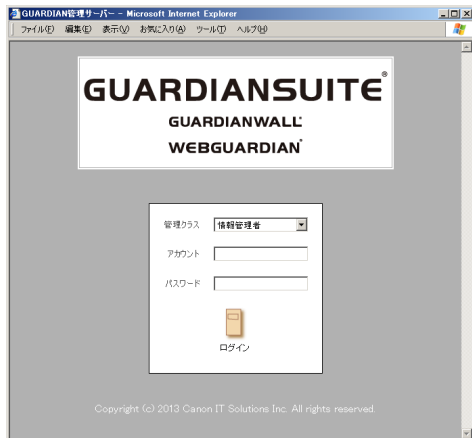 GUARDIAN管理サーバー - Microsoft Internet Explorer
ファイル(F) 編集(E) 表示(V) お気に入り(A) ツール(T) ヘルプ(H)
GUARDIANSUITE®
GUARDIANWALL
WEBGUARDIAN
管理クラス 情報管理者
アカウント
パスワード
ログイン
Copyright (c) 2013 Canon IT Solutions Inc. All rights reserved.